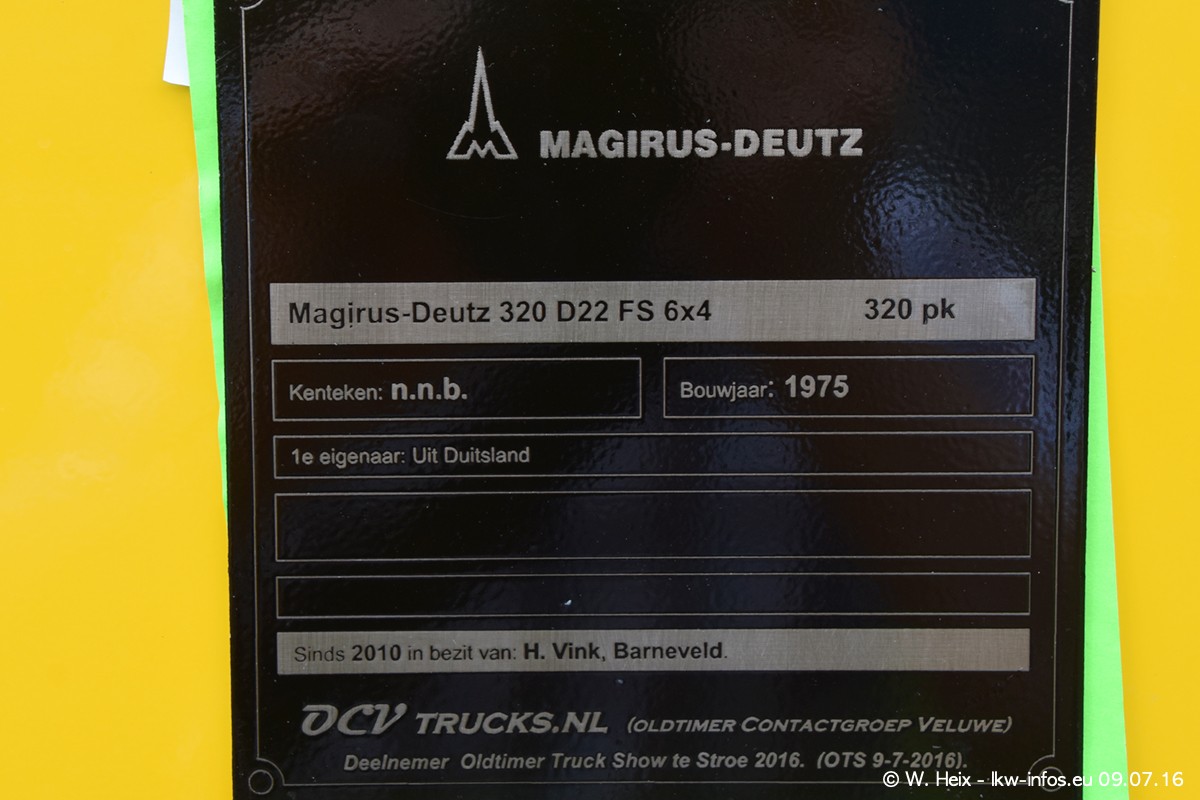 MAGIRUS-DEUTZ
Magirus-Deutz 320 D22 FS 6x4 320 pk
Kenteken: n.n.b. Bouwjaar: 1975
1e eigenaar: Uit Duitsland
Sinds 2010 in bezit van: H. Vink, Barneveld.
OCV TRUCKS.NL (OLDTIMER CONTACTGROEP VELUWE)
Deelnemer Oldtimer Truck Show te Stroe 2016. (OTS 9-7-2016).
© W. Heix - lkw-infos.eu 09.07.16